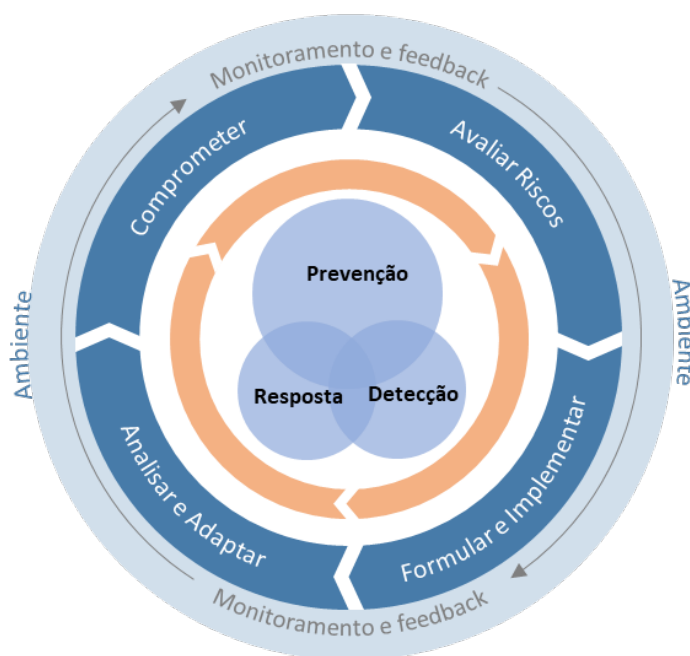 Monitoramento e feedback
Comprometer
Avaliar Riscos
Prevenção
Ambiente
Ambiente
Resposta
Detecção
Analisar e Adaptar
Formular e Implementar
Monitoramento e feedback